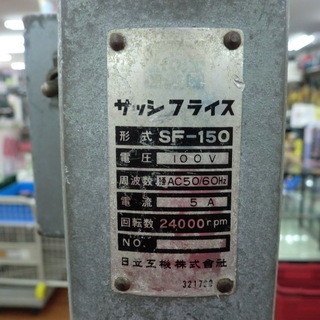 サッシフライス
形式 SF-150
電圧 100V
周波数 AC50/60Hz
電流 5A
回転数 24000rpm
NO.
日立工機株式会社